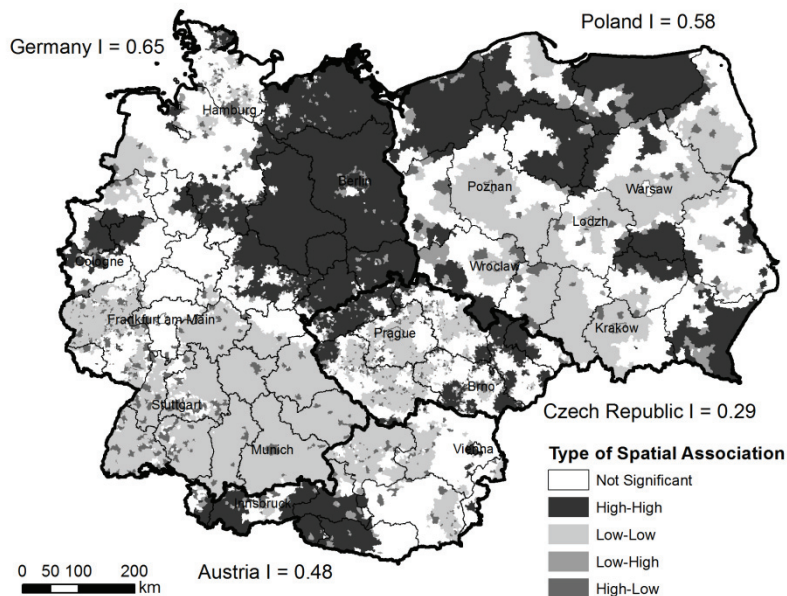 Poland I = 0.58
Germany I = 0.65
Hamburg
Berlin
Poznan
Warsaw
Lodzh
Cologne
Wroclaw
Frankfurt am Main
Prague
Krakow
Brno
Stuttgart
Czech Republic I = 0.29
Munich
Vienna
Type of Spatial Association
Not Significant
Innsbruck
High-High
Low-Low
Low-High
High-Low
0 50 100 200
km
Austria I = 0.48